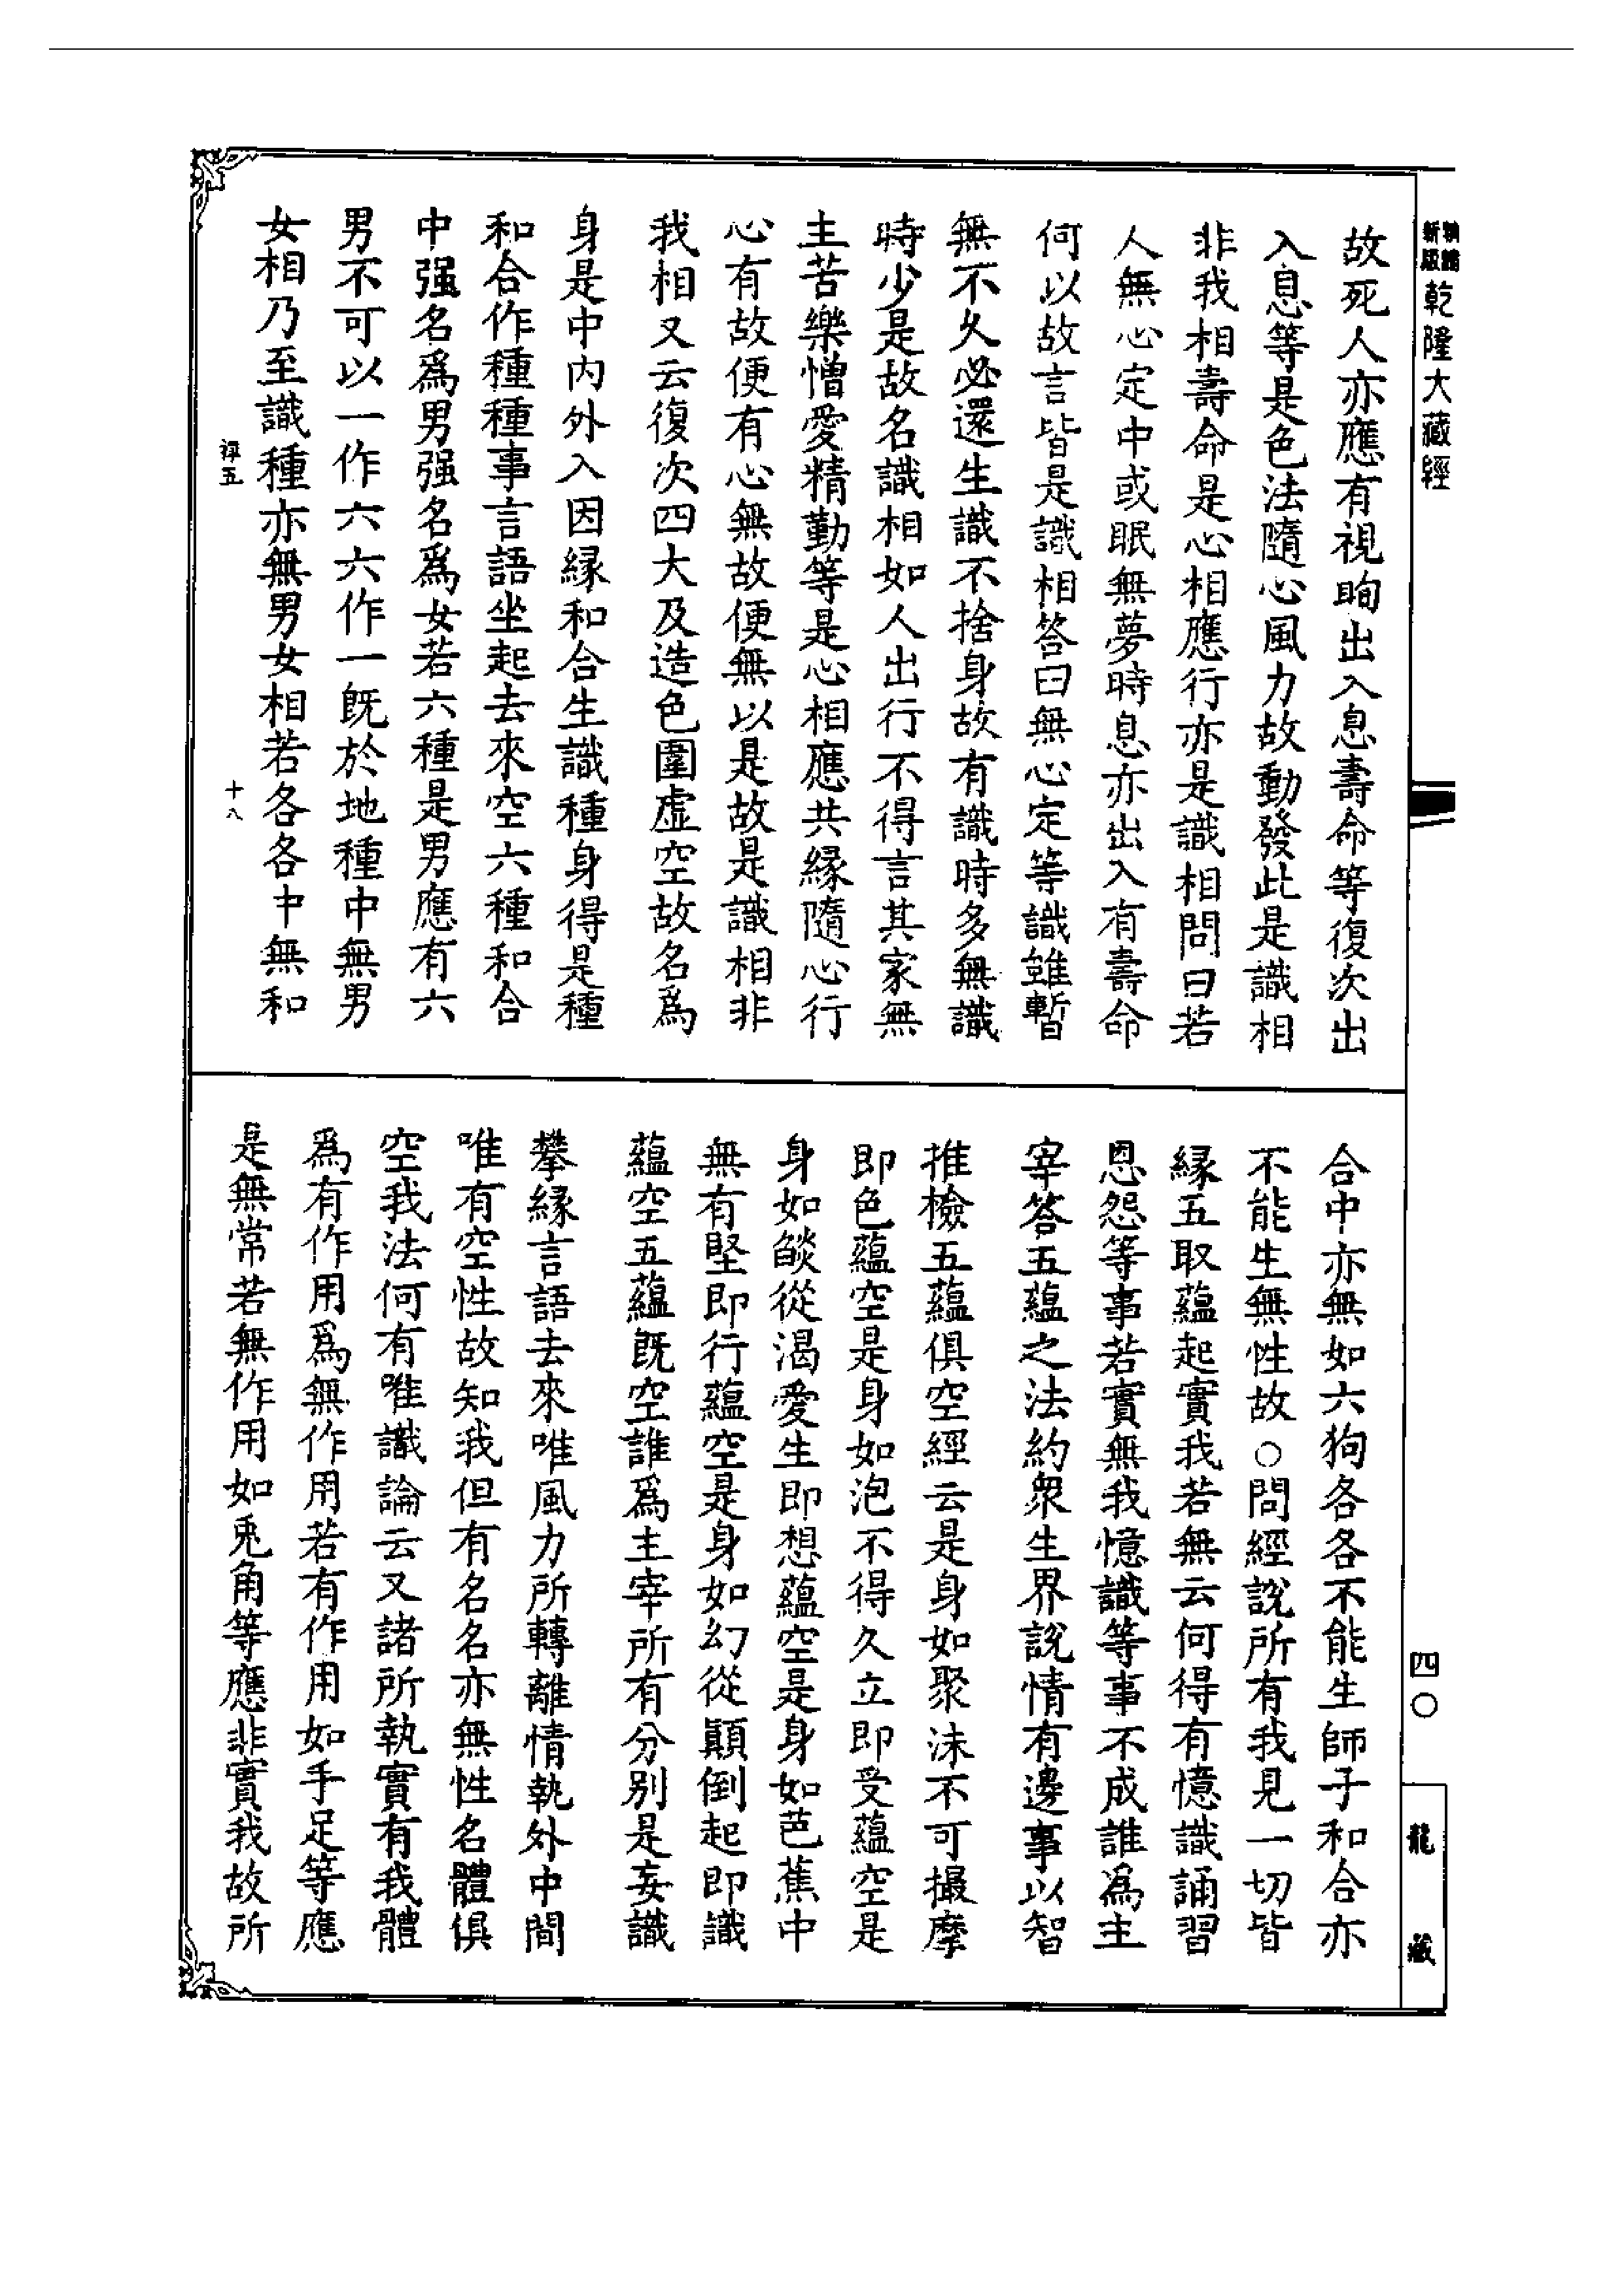 新版
精縮
乾隆大藏經
故死人亦應有視眴出入息壽命等復次出
入息等是色法隨心風力故動發此是識相
非我相壽命是心相應行亦是識相問曰若
人無心定中或眠無夢時息亦出入有壽命
何以故言皆是識相答曰無心定等識雖暫
無不久必還生識不捨身故有識時多無識
時少是故名識相如人出行不得言其家無
主苦樂憎愛精勤等是心相應共緣隨心行
心有故便有心無故便無以是故是識相非
我相又云復次四大及造色圍虛空故名爲
身是中內外入因緣和合生識種身得是種
和合作種種事言語坐起去來空六種和合
中强名爲男强名爲女若六種是男應有六
男不可以一作六六作一旣於地種中無男
女相乃至識種亦無男女相若各各中無和
禪五
十八
合中亦無如六狗各各不能生師子和合亦
不能生無性故○問經說所有我見一切皆
緣五取蘊起實我若無云何得有憶識誦習
恩怨等事若實無我憶識等事不成誰爲主
宰答五蘊之法約衆生界說情有邊事以智
推檢五蘊俱空經云是身如聚沫不可撮摩
即色蘊空是身如泡不得久立即受蘊空是
身如燄從渴愛生即想蘊空是身如芭蕉中
無有堅即行蘊空是身如幻從顚倒起即識
蘊空五蘊旣空誰爲主宰所有分別是妄識
攀緣言語去來唯風力所轉離情執外中間
唯有空性故知我但有名名亦無性名體俱
空我法何有唯識論云又諸所執實有我體
爲有作用爲無作用若有作用如手足等應
是無常若無作用如兎角等應非實我故所
四〇
龍藏